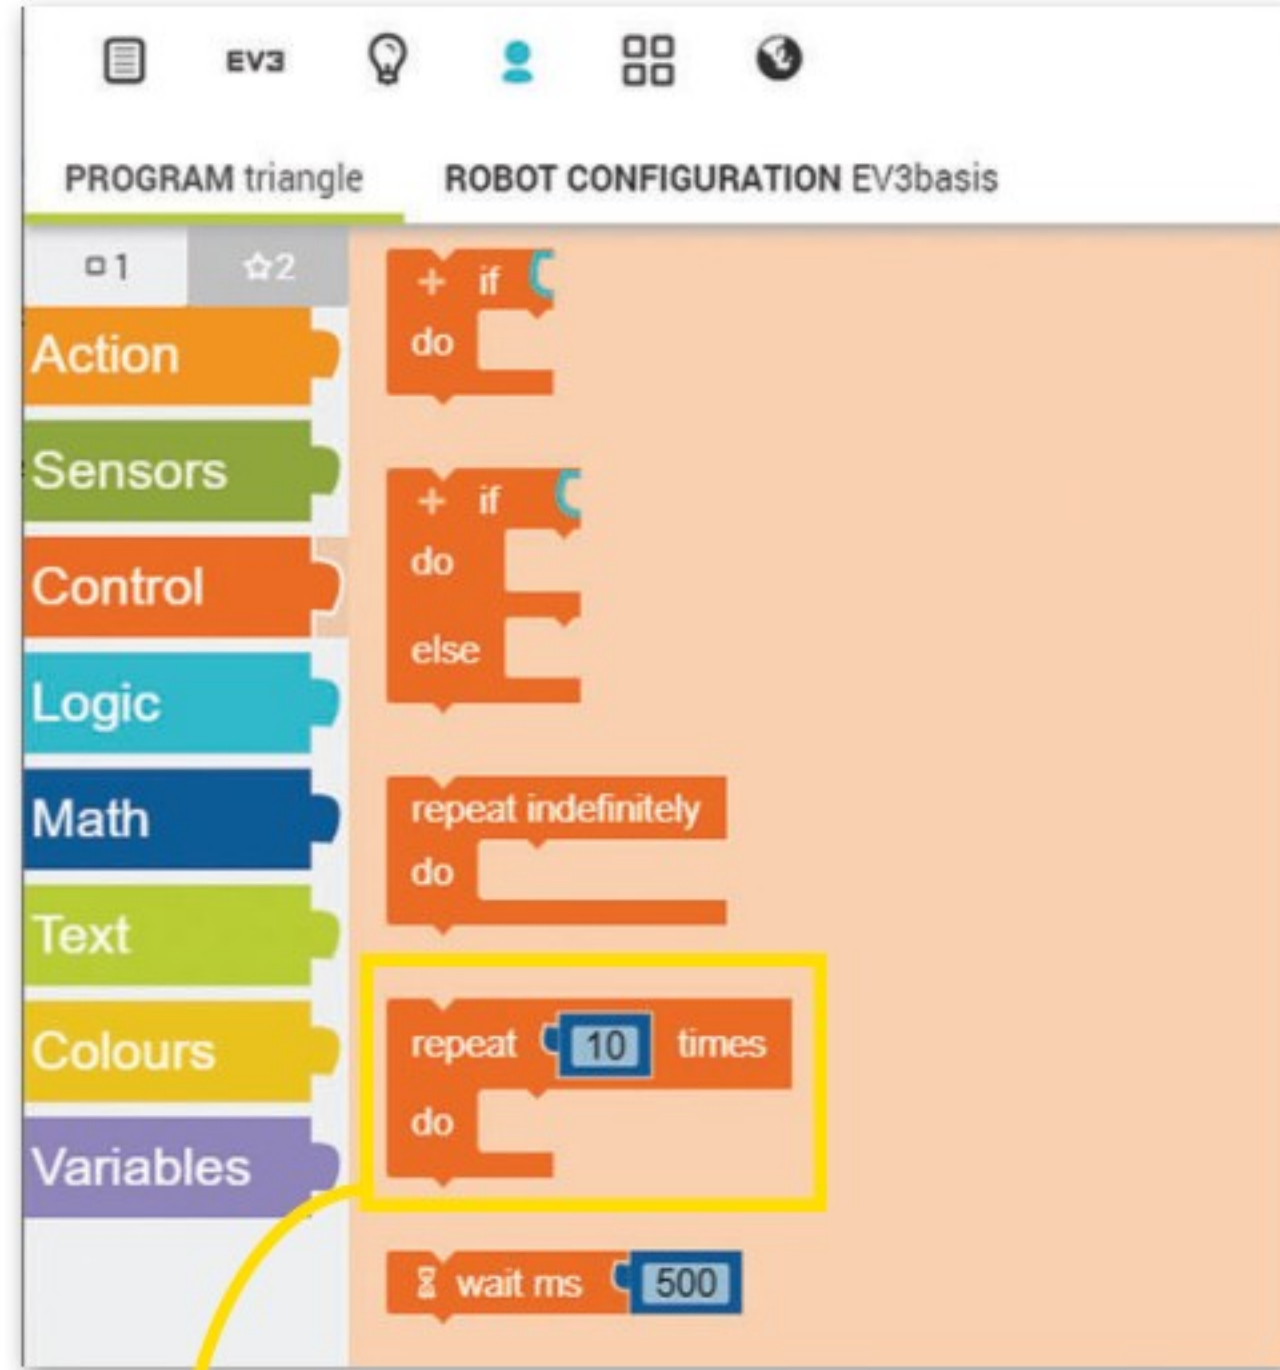 EV3
PROGRAM triangle
ROBOT CONFIGURATION EV3basis
1
2
Action
Sensors
Control
Logic
Math
Text
Colours
Variables
+ if
do
+ if
do
else
repeat indefinitely
do
repeat 10 times
do
wait ms 500